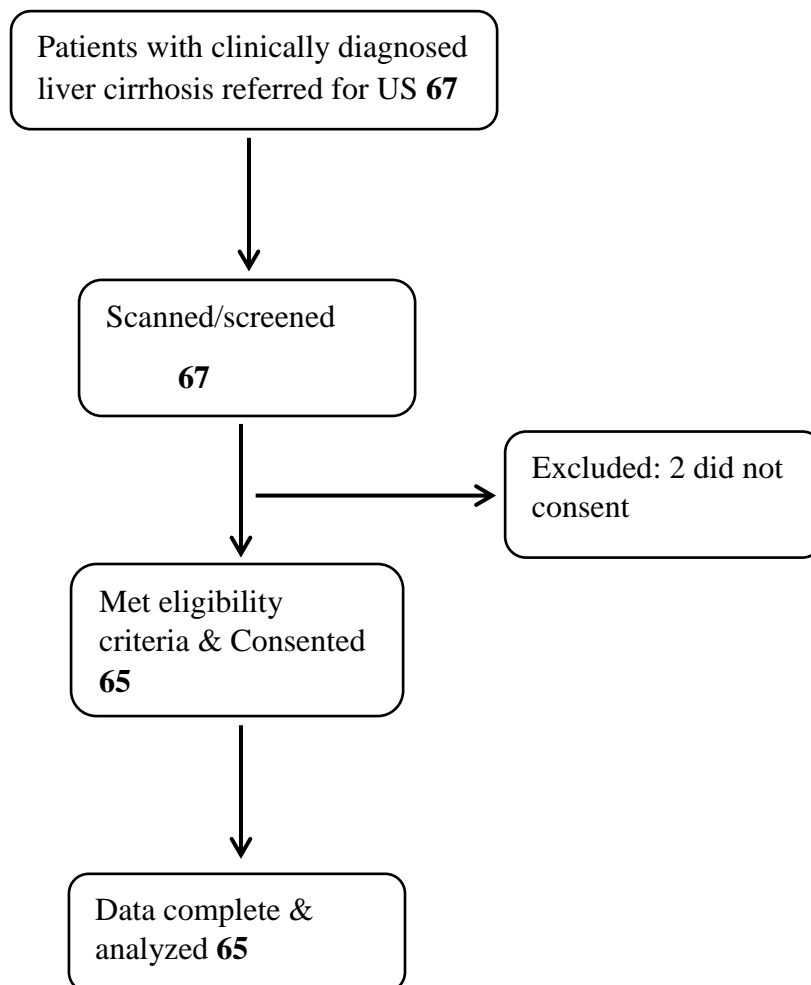 Patients with clinically diagnosed
liver cirrhosis referred for US 67
Scanned/screened
67
Excluded: 2 did not
consent
Met eligibility
criteria & Consented
65
Data complete &
analyzed 65